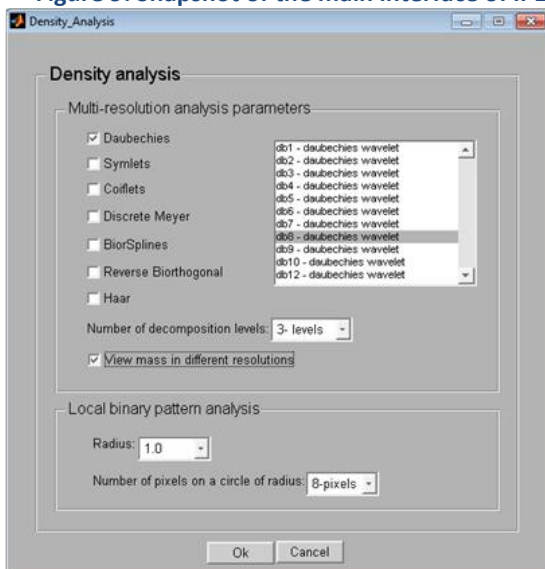 Density_Analysis
Density analysis
Multi-resolution analysis parameters
Daubechies
Symlets
Coiflets
Discrete Meyer
BiorSplines
Reverse Biorthogonal
Haar
db1 - daubechies wavelet
db2 - daubechies wavelet
db3 - daubechies wavelet
db4 - daubechies wavelet
db5 - daubechies wavelet
db6 - daubechies wavelet
db7 - daubechies wavelet
db8 - daubechies wavelet
db9 - daubechies wavelet
db10 - daubechies wavelet
db12 - daubechies wavelet
Number of decomposition levels: 3- levels
View mass in different resolutions
Local binary pattern analysis
Radius: 1.0
Number of pixels on a circle of radius: 8-pixels
Ok Cancel